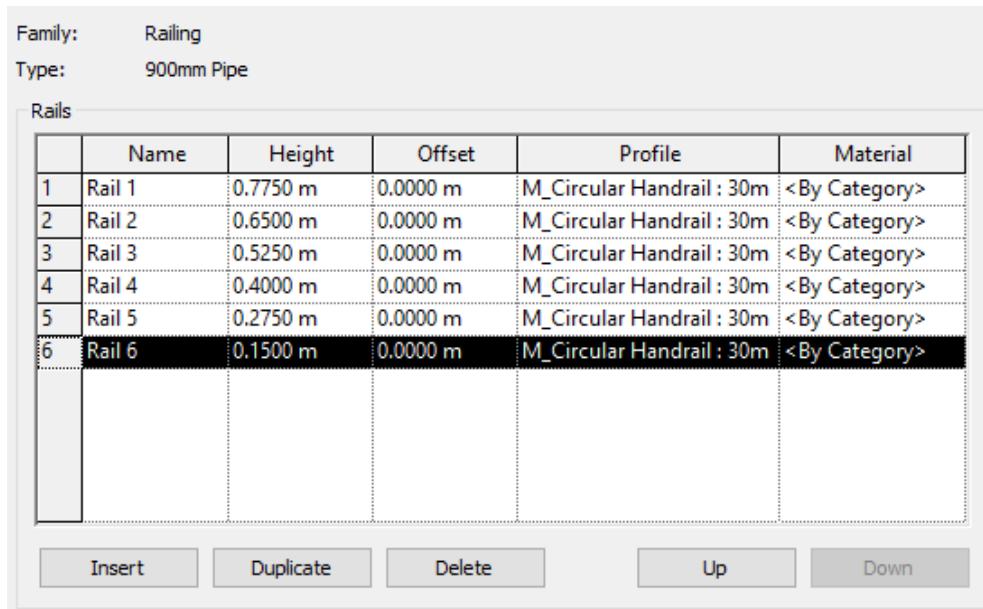 Family: Railing
Type: 900mm Pipe
Rails
Name Height Offset Profile Material
1 Rail 1 0.7750 m 0.0000 m M_Circular Handrail : 30m <By Category>
2 Rail 2 0.6500 m 0.0000 m M_Circular Handrail : 30m <By Category>
3 Rail 3 0.5250 m 0.0000 m M_Circular Handrail : 30m <By Category>
4 Rail 4 0.4000 m 0.0000 m M_Circular Handrail : 30m <By Category>
5 Rail 5 0.2750 m 0.0000 m M_Circular Handrail : 30m <By Category>
6 Rail 6 0.1500 m 0.0000 m M_Circular Handrail : 30m <By Category>
Insert Duplicate Delete Up Down